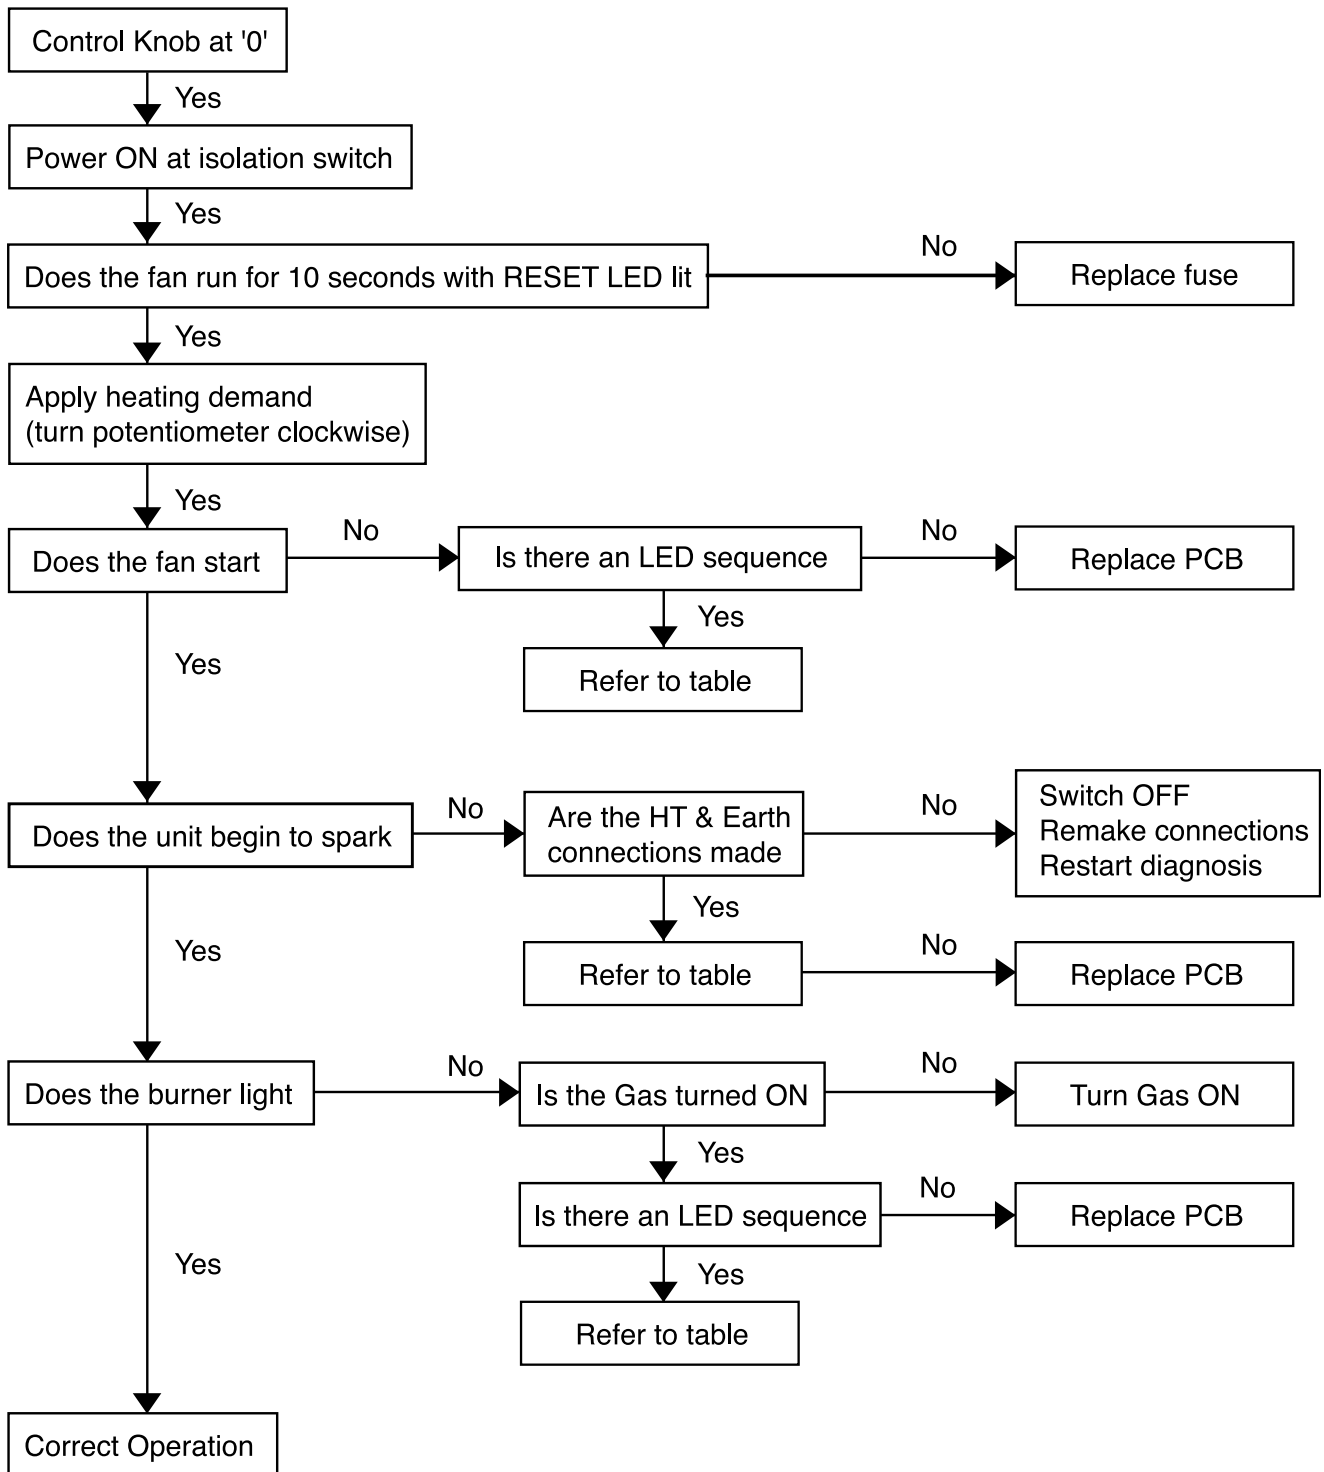 Control Knob at '0'
Yes
Power ON at isolation switch
Yes
Does the fan run for 10 seconds with RESET LED lit
No
Replace fuse
Yes
Apply heating demand
(turn potentiometer clockwise)
Yes
Does the fan start
No
Is there an LED sequence
No
Replace PCB
Yes
Refer to table
Yes
Does the unit begin to spark
No
Are the HT & Earth
connections made
No
Switch OFF
Remake connections
Restart diagnosis
Yes
Refer to table
No
Replace PCB
Yes
Does the burner light
No
Is the Gas turned ON
No
Turn Gas ON
Yes
Is there an LED sequence
No
Replace PCB
Yes
Refer to table
Yes
Correct Operation